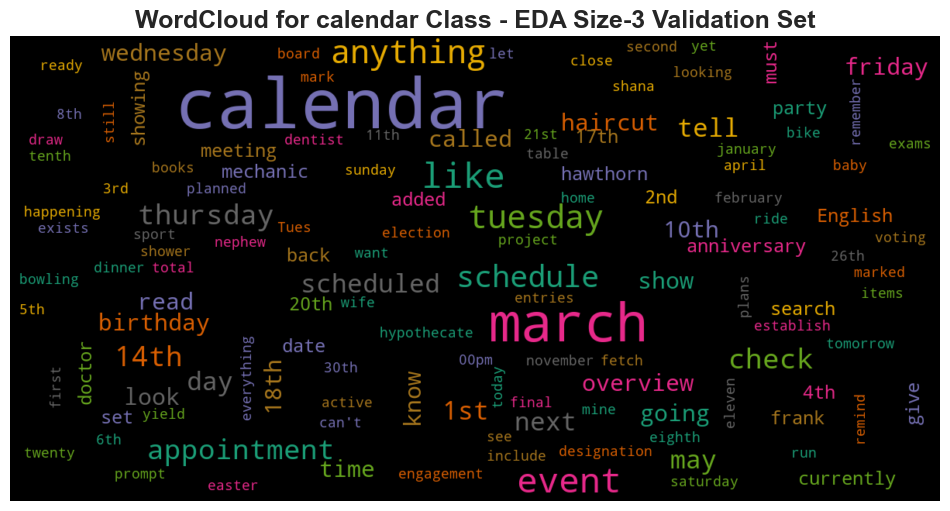 WordCloud for calendar Class - EDA Size-3 Validation Set
wednesday board anything let second yet must friday
ready mark close looking
calendar shana
8th still showing party remember
draw dentist 11th called 21st haircut 17th tell bike exams
tenth meeting table january
books mechanic sunday like hawthorn april baby
3rd planned added home 2nd february
happening thursday Tues tuesday 10th ride English
exists sport nephew election project anniversary voting
shower back want 26th
bowling dinner total scheduled schedule show marked
5th read 20th wife entries plans search items
birthday hypothecate march establish
14th date 00pm november fetch check tomorrow
first doctor everything 18th 30th today overview
look day know eleven 4th give
set yield active 1st final mine going frank remind
can't next
twenty 6th appointment see eighth run
prompt time engagement include designation may currently
easter event saturday